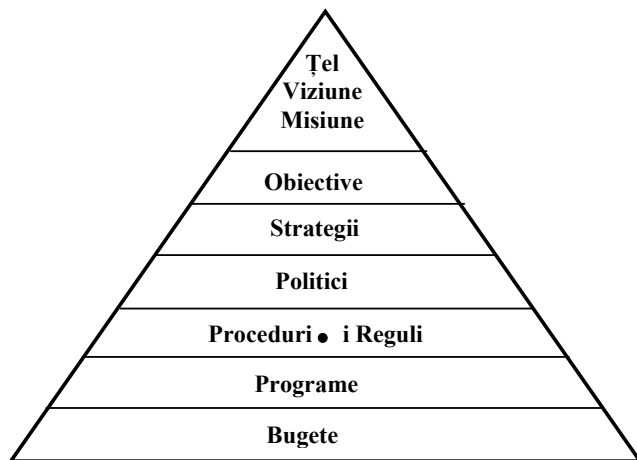 Țel
Viziune
Misiune
Obiective
Strategii
Politici
Proceduri • i Reguli
Programe
Bugete